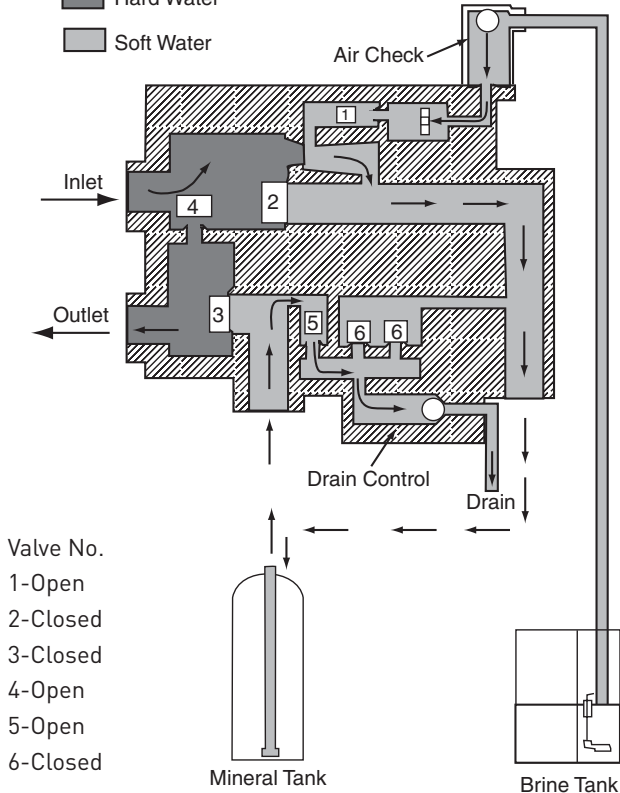 Hard Water
Soft Water
Air Check
1
Inlet
4
2
Outlet
3
5
6
6
Drain Control
Drain
Valve No.
1-Open
2-Closed
3-Closed
4-Open
5-Open
6-Closed
Mineral Tank
Brine Tank